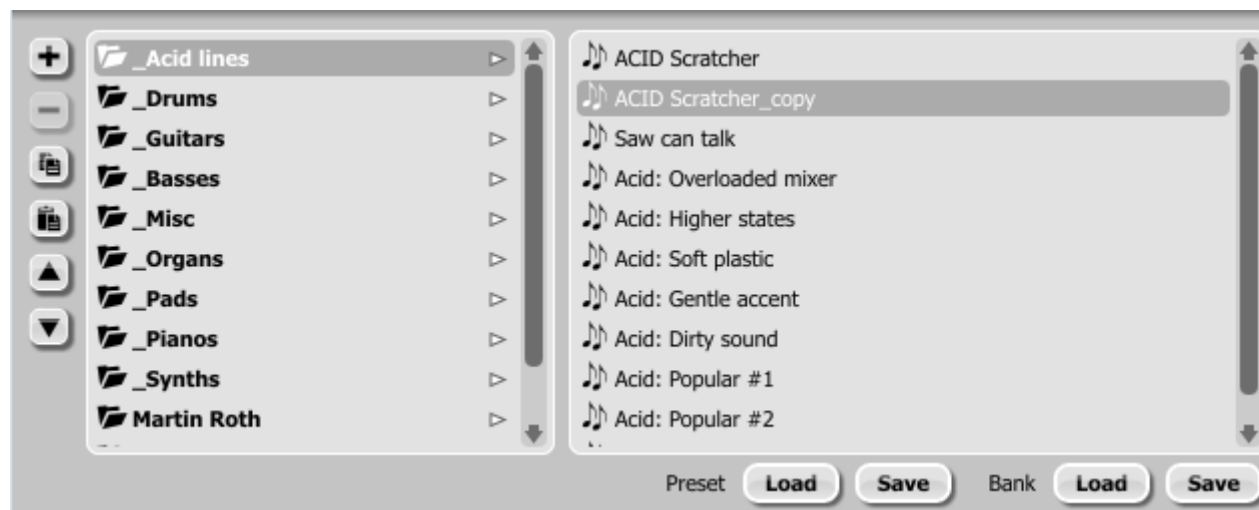 _Acid lines
_Drums
_Guitars
_Basses
_Misc
_Organs
_Pads
_Pianos
_Synths
Martin Roth
ACID Scratcher
ACID Scratcher_copy
Saw can talk
Acid: Overloaded mixer
Acid: Higher states
Acid: Soft plastic
Acid: Gentle accent
Acid: Dirty sound
Acid: Popular #1
Acid: Popular #2
Preset Load Save Bank Load Save